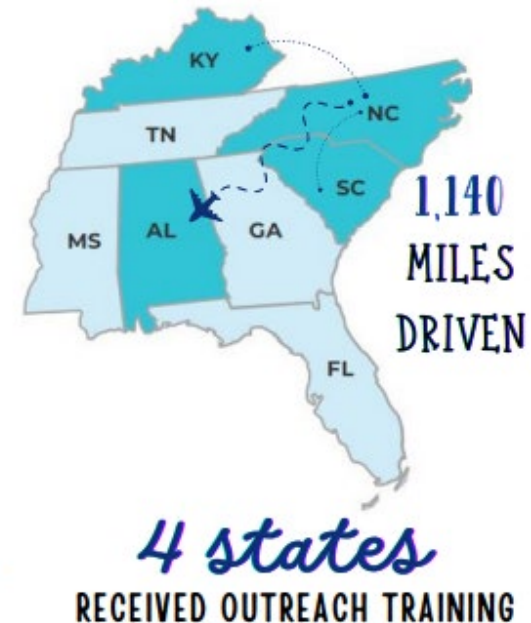 KY
NC
TN
SC
1,140
MS
AL
GA
MILES
DRIVEN
FL
4 states
RECEIVED OUTREACH TRAINING